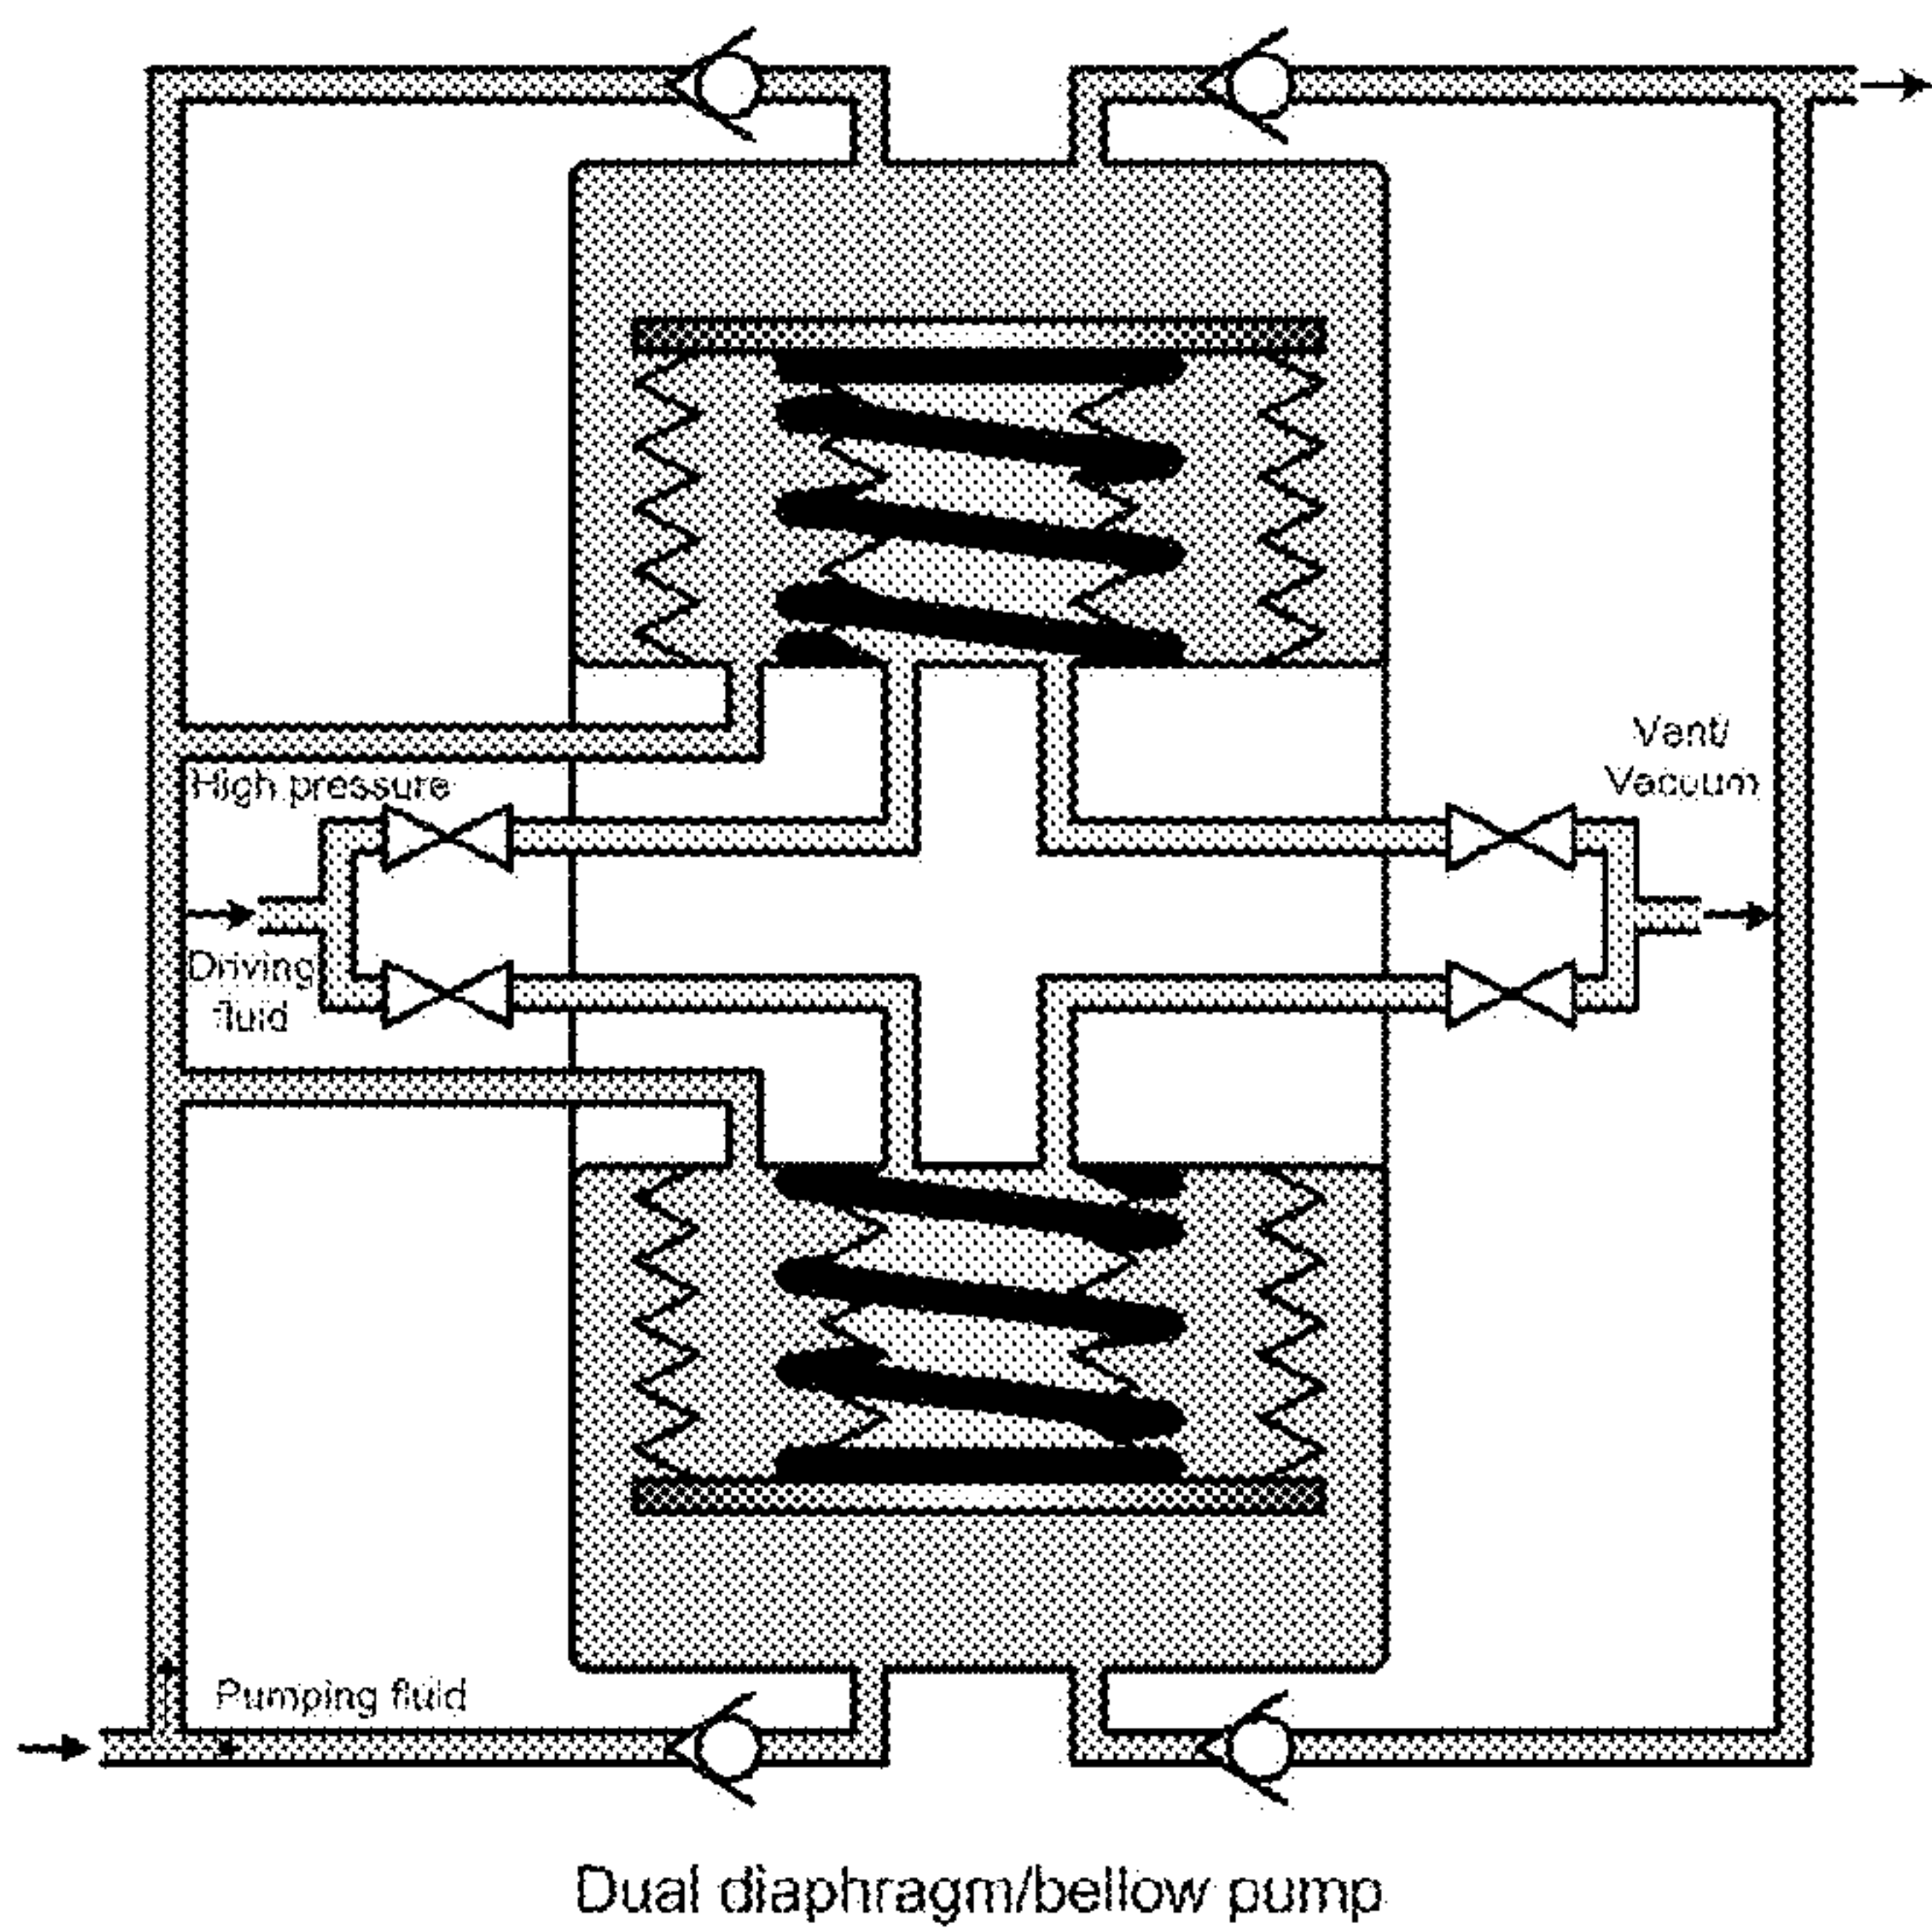 Vent/
Vacuum
High pressure
Driving
fluid
Pumping fluid
Dual diaphragm/bellow pump